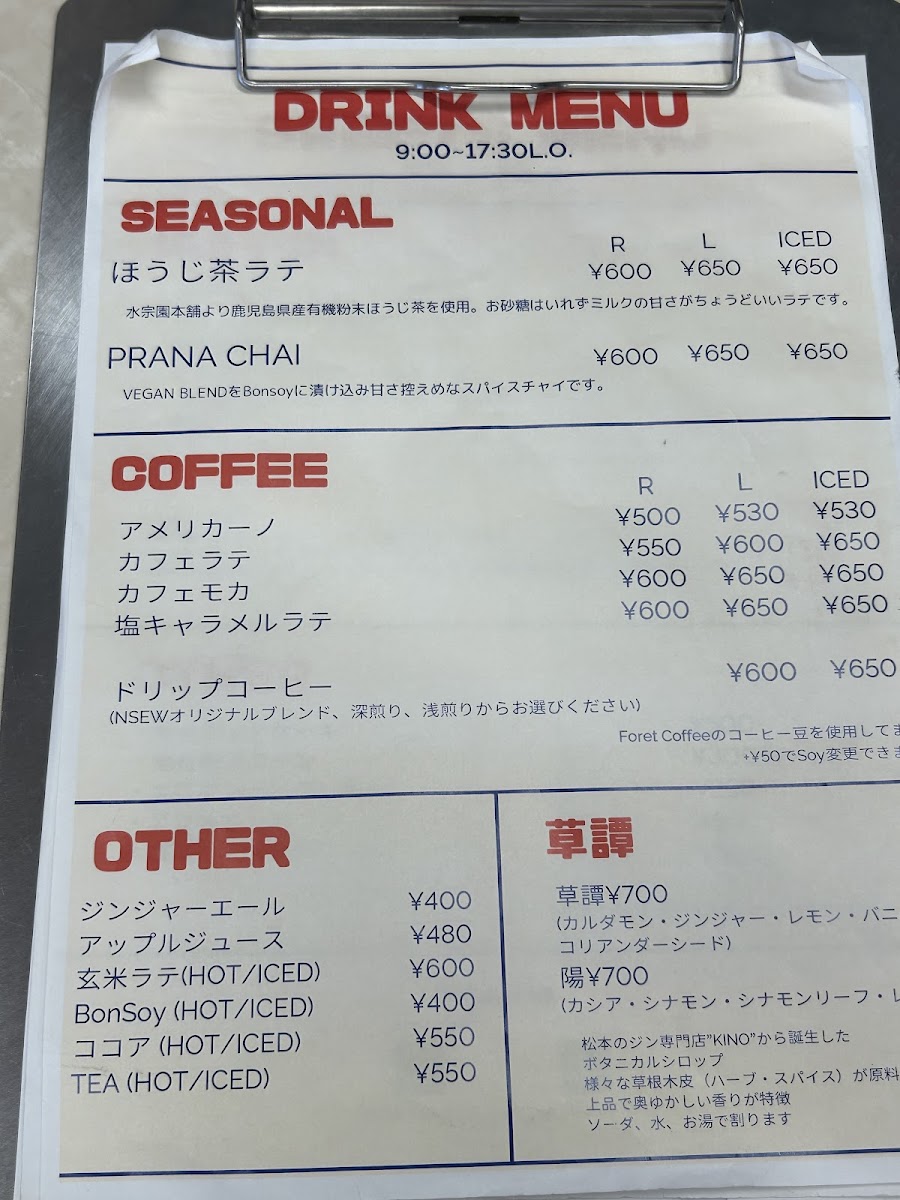 DRINK MENU
9:00~17:30L.O.
SEASONAL
R L ICED
ほうじ茶ラテ ¥600 ¥650 ¥650
水宗園本舗より鹿児島県産有機粉末ほうじ茶を使用。お砂糖はいれずミルクの甘さがちょうどいいラテです。
PRANA CHAI ¥600 ¥650 ¥650
VEGAN BLENDをBonsoyに漬け込み甘さ控えめなスパイスチャイです。
COFFEE
R L ICED
アメリカーノ ¥500 ¥530 ¥530
カフェラテ ¥550 ¥600 ¥650
カフェモカ ¥600 ¥650 ¥650
塩キャラメルラテ ¥600 ¥650 ¥650
ドリップコーヒー ¥600 ¥650
(NSEWオリジナルブレンド、深煎り、浅煎りからお選びください)
Foret Coffeeのコーヒー豆を使用してま
+¥50でSoy変更できま
OTHER
ジンジャーエール ¥400
アップルジュース ¥480
玄米ラテ(HOT/ICED) ¥600
BonSoy (HOT/ICED) ¥400
ココア (HOT/ICED) ¥550
TEA (HOT/ICED) ¥550
草譚
草譚¥700
(カルダモン・ジンジャー・レモン・バニ
コリアンダーシード)
陽¥700
(カシア・シナモン・シナモンリーフ・レ
松本のジン専門店"KINO"から誕生した
ボタニカルシロップ
様々な草根木皮（ハーブ・スパイス）が原料
上品で奥ゆかしい香りが特徴
ソーダ、水、お湯で割ります